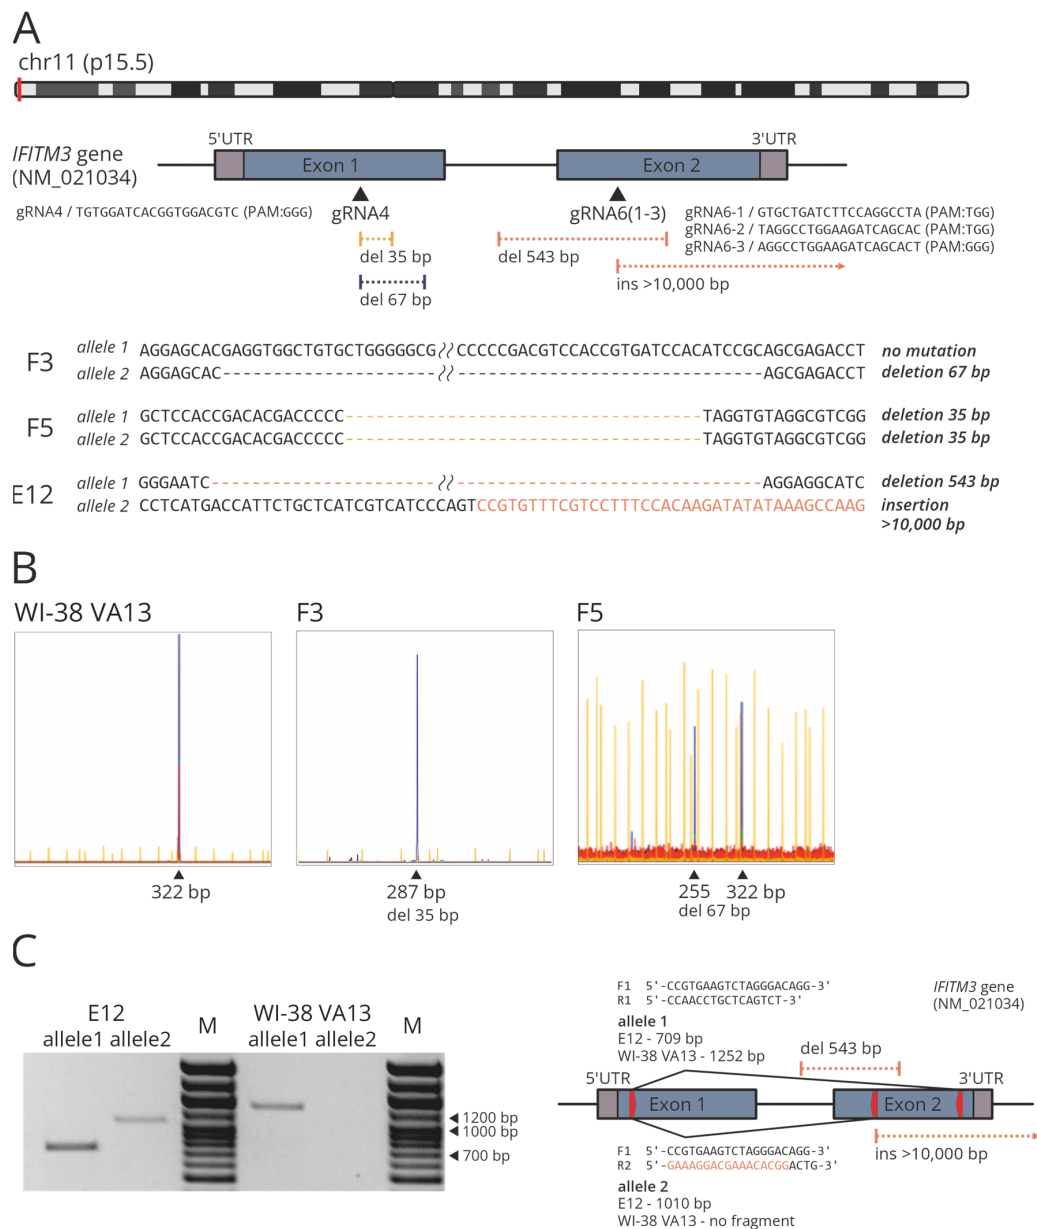 A
chr11 (p15.5)
5'UTR
3'UTR
IFITM3 gene
(NM_021034)
Exon 1
Exon 2
gRNA4 / TGTGGATCACGGTGGACGTC (PAM:GGG)
gRNA4
gRNA6(1-3)
gRNA6-1 / GTGCTGATCTTCCAGGCCTA (PAM:TGG)
gRNA6-2 / TAGGCCTGGAAGATCAGCAC (PAM:TGG)
gRNA6-3 / AGGCCTGGAAGATCAGCACT (PAM:GGG)
del 35 bp
del 543 bp
del 67 bp
ins >10,000 bp
F3
allele 1 AGGAGCACGAGGTGGCTGTGCTGGGGGCG CCCCCGACGTCCACCGTGATCCACATCCGCAGCGAGACCT no mutation
allele 2 AGGAGCAC AGCGAGACCT deletion 67 bp
F5
allele 1 GCTCCACCGACACGACCCCC TAGGTGTAGGCGTCGG deletion 35 bp
allele 2 GCTCCACCGACACGACCCCC TAGGTGTAGGCGTCGG deletion 35 bp
E12
allele 1 GGGAATC AGGAGGCATC deletion 543 bp
allele 2 CCTCATGACCATTCTGCTCATCGTCATCCCAGTCCGTGTTTCGTCCTTTCCACAAGATATATAAAGCCAAG insertion
>10,000 bp
B
WI-38 VA13
F3
F5
322 bp
287 bp
del 35 bp
255 322 bp
del 67 bp
C
E12
allele1 allele2
M
WI-38 VA13
allele1 allele2
M
1200 bp
1000 bp
700 bp
F1 5'-CCGTGAAGTCTAGGGACAGG-3'
R1 5'-CCAACCTGCTCAGTCT-3'
IFITM3 gene
(NM_021034)
allele 1
E12 - 709 bp
WI-38 VA13 - 1252 bp
del 543 bp
5'UTR
3'UTR
Exon 1
Exon 2
F1 5'-CCGTGAAGTCTAGGGACAGG-3'
R2 5'-GAAAGGACGAAACACGGACTG-3'
ins >10,000 bp
allele 2
E12 - 1010 bp
WI-38 VA13 - no fragment